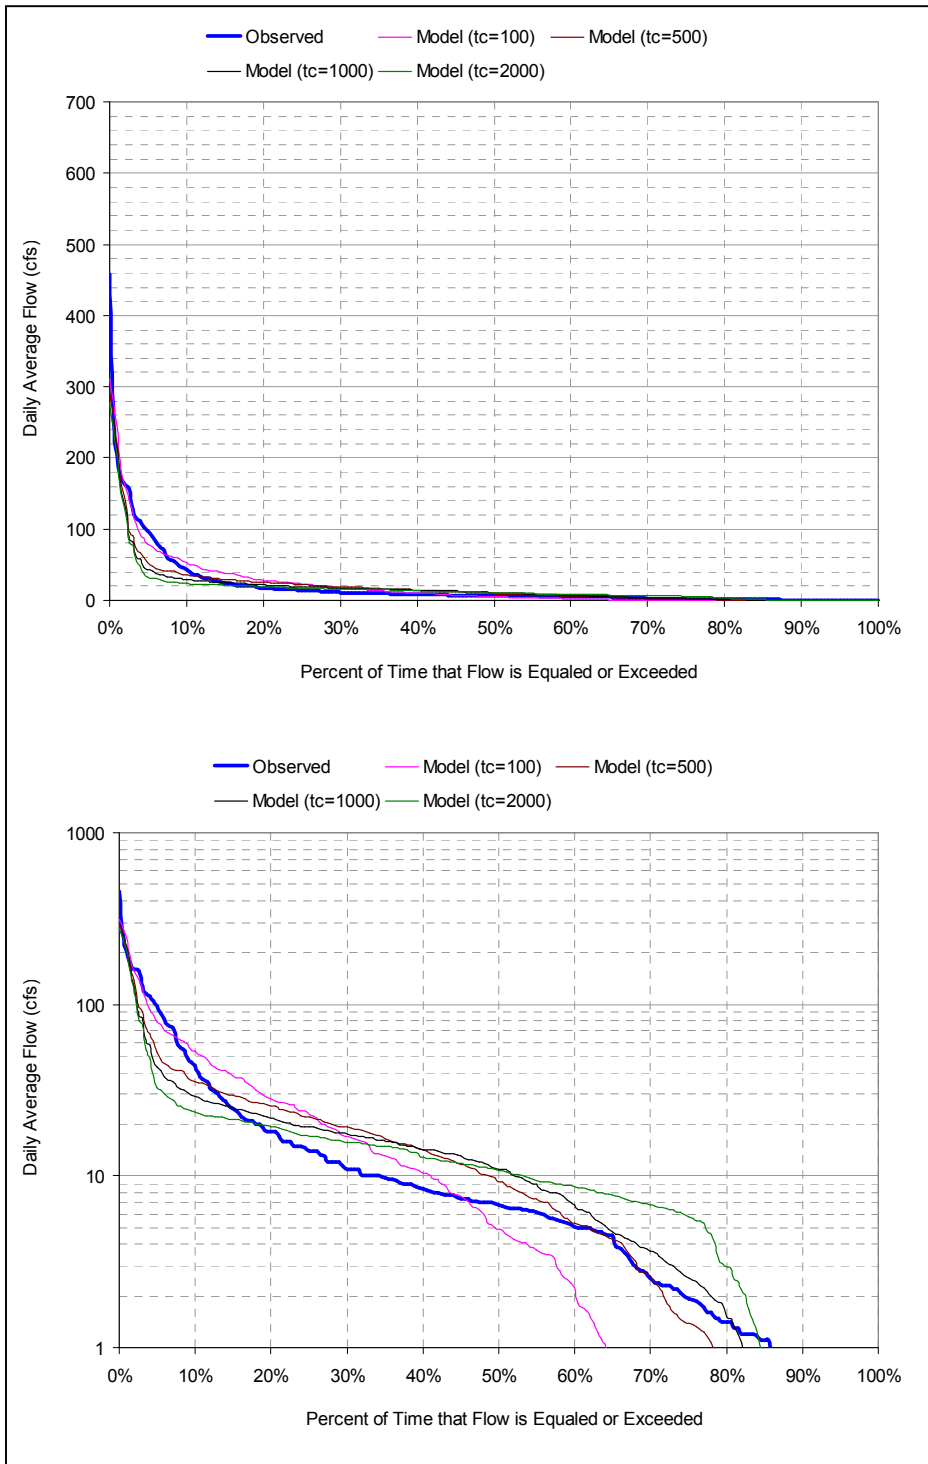 Observed Model (tc=100) Model (tc=500)
Model (tc=1000) Model (tc=2000)
700
600
500
400
300
200
100
0
Daily Average Flow (cfs)
0% 10% 20% 30% 40% 50% 60% 70% 80% 90% 100%
Percent of Time that Flow is Equaled or Exceeded
Observed Model (tc=100) Model (tc=500)
Model (tc=1000) Model (tc=2000)
1000
100
10
1
Daily Average Flow (cfs)
0% 10% 20% 30% 40% 50% 60% 70% 80% 90% 100%
Percent of Time that Flow is Equaled or Exceeded